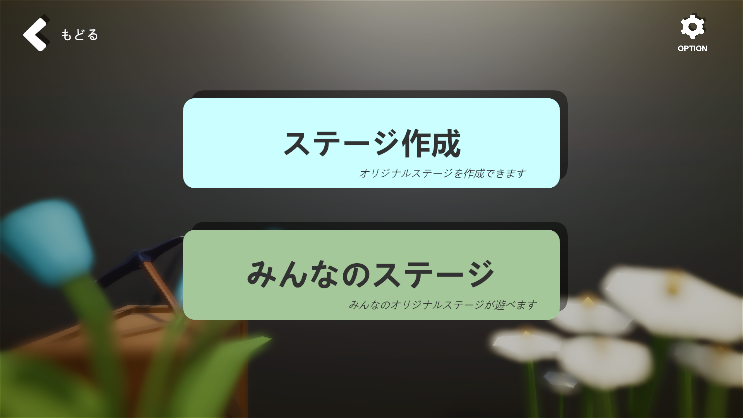 もどる
OPTION
ステージ作成
オリジナルステージを作成できます
みんなのステージ
みんなのオリジナルステージが遊べます